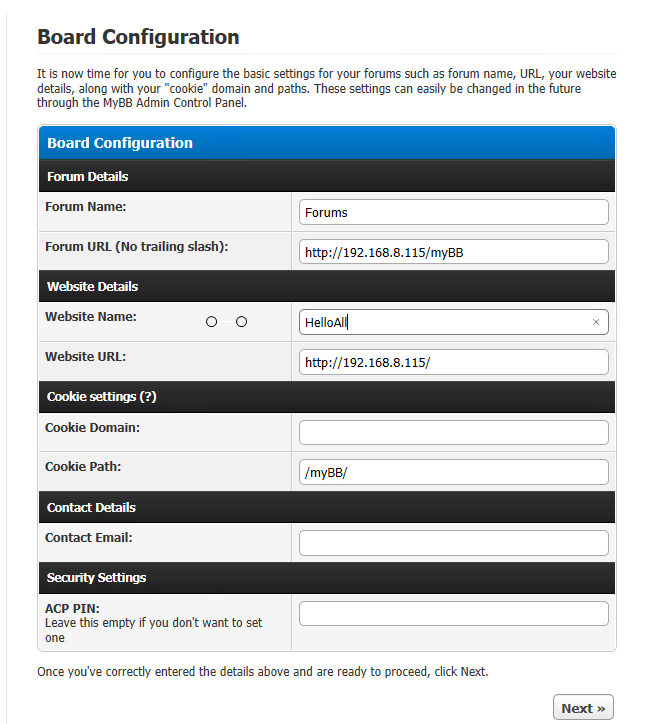 Board Configuration
It is now time for you to configure the basic settings for your forums such as forum name, URL, your website
details, along with your "cookie" domain and paths. These settings can easily be changed in the future
through the MyBB Admin Control Panel.
Board Configuration
Forum Details
Forum Name:
Forums
Forum URL (No trailing slash):
http://192.168.8.115/myBB
Website Details
Website Name:
HelloAll
Website URL:
http://192.168.8.115/
Cookie settings (?)
Cookie Domain:
Cookie Path:
/myBB/
Contact Details
Contact Email:
Security Settings
ACP PIN:
Leave this empty if you don't want to set
one
Once you've correctly entered the details above and are ready to proceed, click Next.
Next »